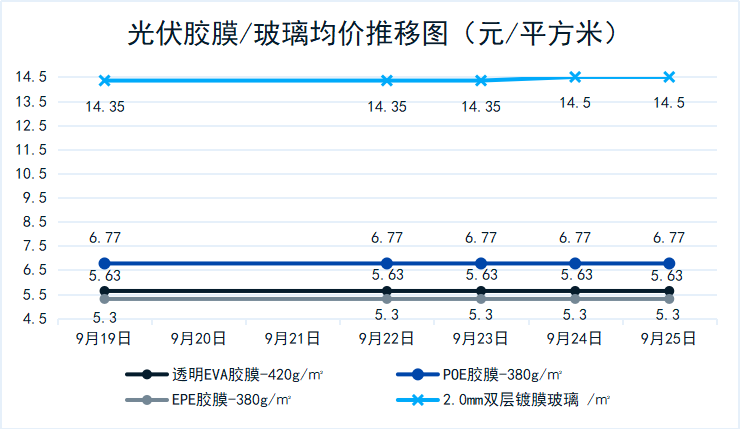 光伏胶膜/玻璃均价推移图（元/平方米）
14.5
13.5
12.5
11.5
10.5
9.5
8.5
7.5
6.5
5.5
4.5
14.35 14.35 14.35 14.5 14.5
6.77 6.77 6.77 6.77 6.77
5.63 5.63 5.63 5.63 5.63
5.3 5.3 5.3 5.3 5.3
9月19日 9月20日 9月21日 9月22日 9月23日 9月24日 9月25日
透明EVA胶膜-420g/㎡ POE胶膜-380g/㎡
EPE胶膜-380g/㎡ 2.0mm双层镀膜玻璃 /㎡